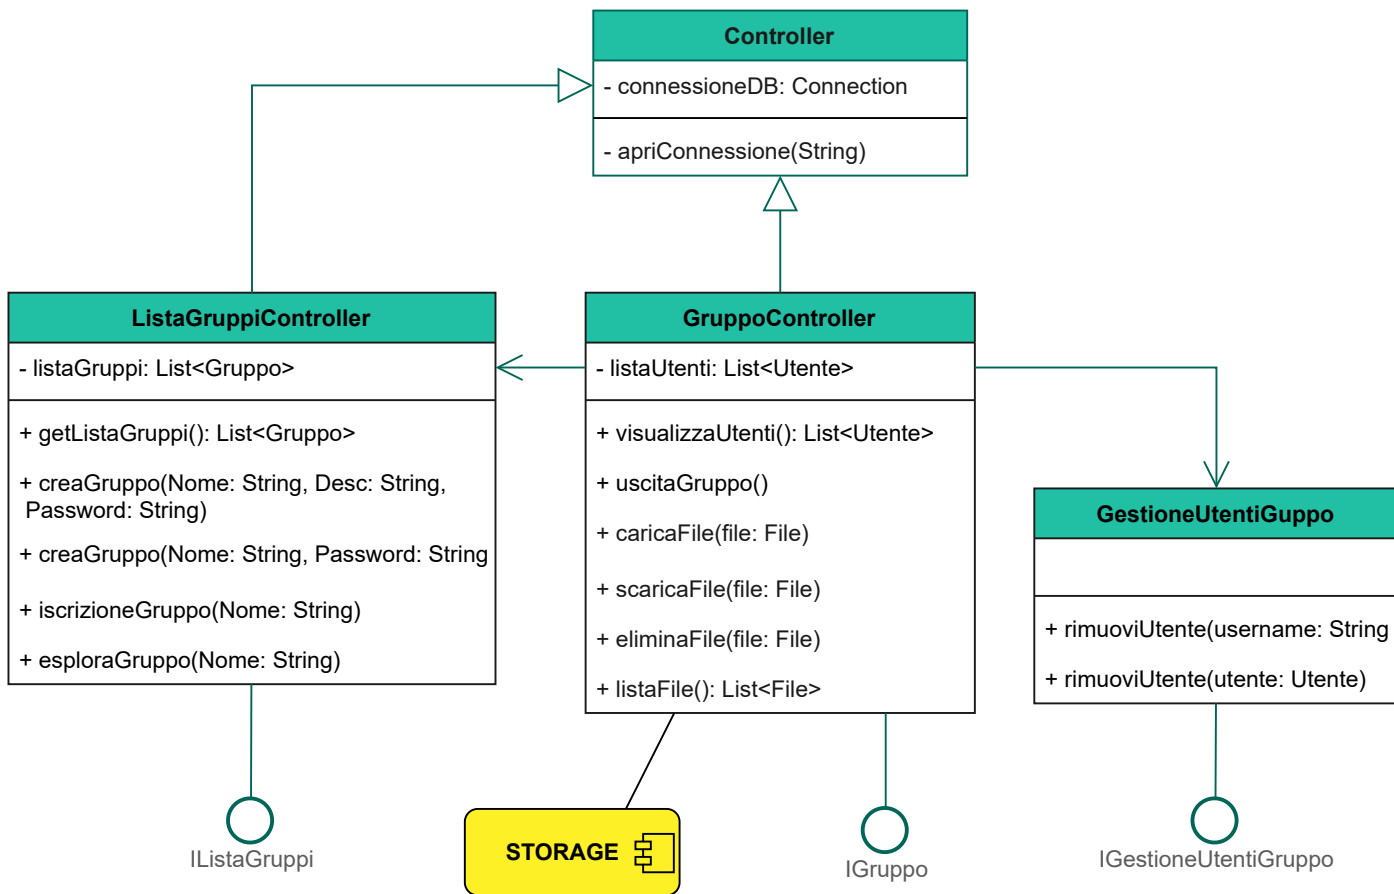 Controller
- connessioneDB: Connection
- apriConnessione(String)
ListaGruppiController
- listaGruppi: List<Gruppo>
+ getListaGruppi(): List<Gruppo>
+ creaGruppo(Nome: String, Desc: String,
Password: String)
+ creaGruppo(Nome: String, Password: String
+ iscrizioneGruppo(Nome: String)
+ esploraGruppo(Nome: String)
GruppoController
- listaUtenti: List<Utente>
+ visualizzaUtenti(): List<Utente>
+ uscitaGruppo()
+ caricaFile(file: File)
+ scaricaFile(file: File)
+ eliminaFile(file: File)
+ listaFile(): List<File>
GestioneUtentiGuppo
+ rimuoviUtente(username: String
+ rimuoviUtente(utente: Utente)
STORAGE
IListaGruppi
IGruppo
IGestioneUtentiGruppo